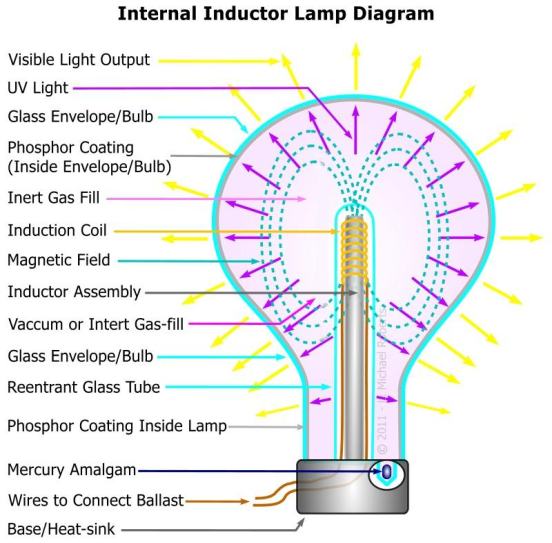 Internal Inductor Lamp Diagram
Visible Light Output
UV Light
Glass Envelope/Bulb
Phosphor Coating
(Inside Envelope/Bulb)
Inert Gas Fill
Induction Coil
Magnetic Field
Inductor Assembly
Vaccum or Intert Gas-fill
Glass Envelope/Bulb
Reentrant Glass Tube
Phosphor Coating Inside Lamp
Mercury Amalgam
Wires to Connect Ballast
Base/Heat-sink
© 2011 - Michael